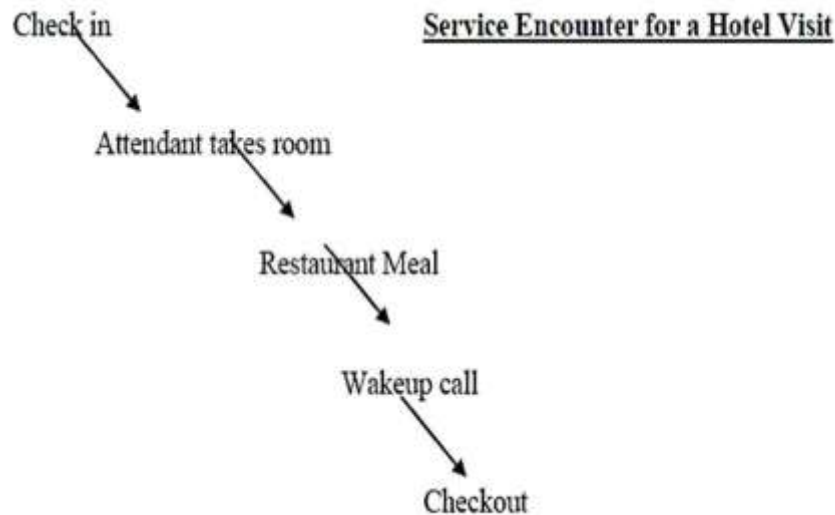 Check in
Service Encounter for a Hotel Visit
Attendant takes room
Restaurant Meal
Wakeup call
Checkout